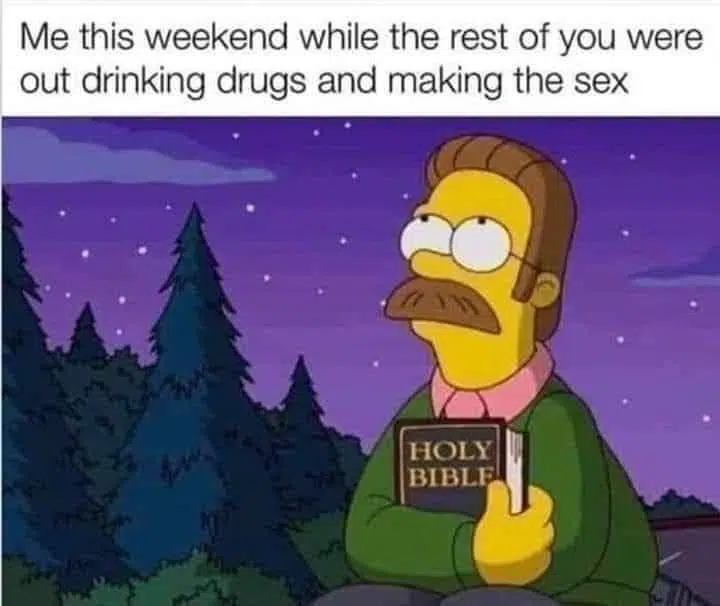 Me this weekend while the rest of you were
out drinking drugs and making the sex
HOLY
BIBLE